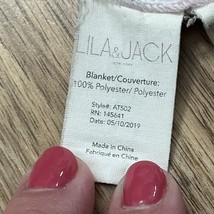 LILA&JACK
Blanket/Couverture:
100% Polyester/ Polyester
Style#: AT502
RN: 145641
Date: 05/10/2019
Made in China
Fabriqué en China